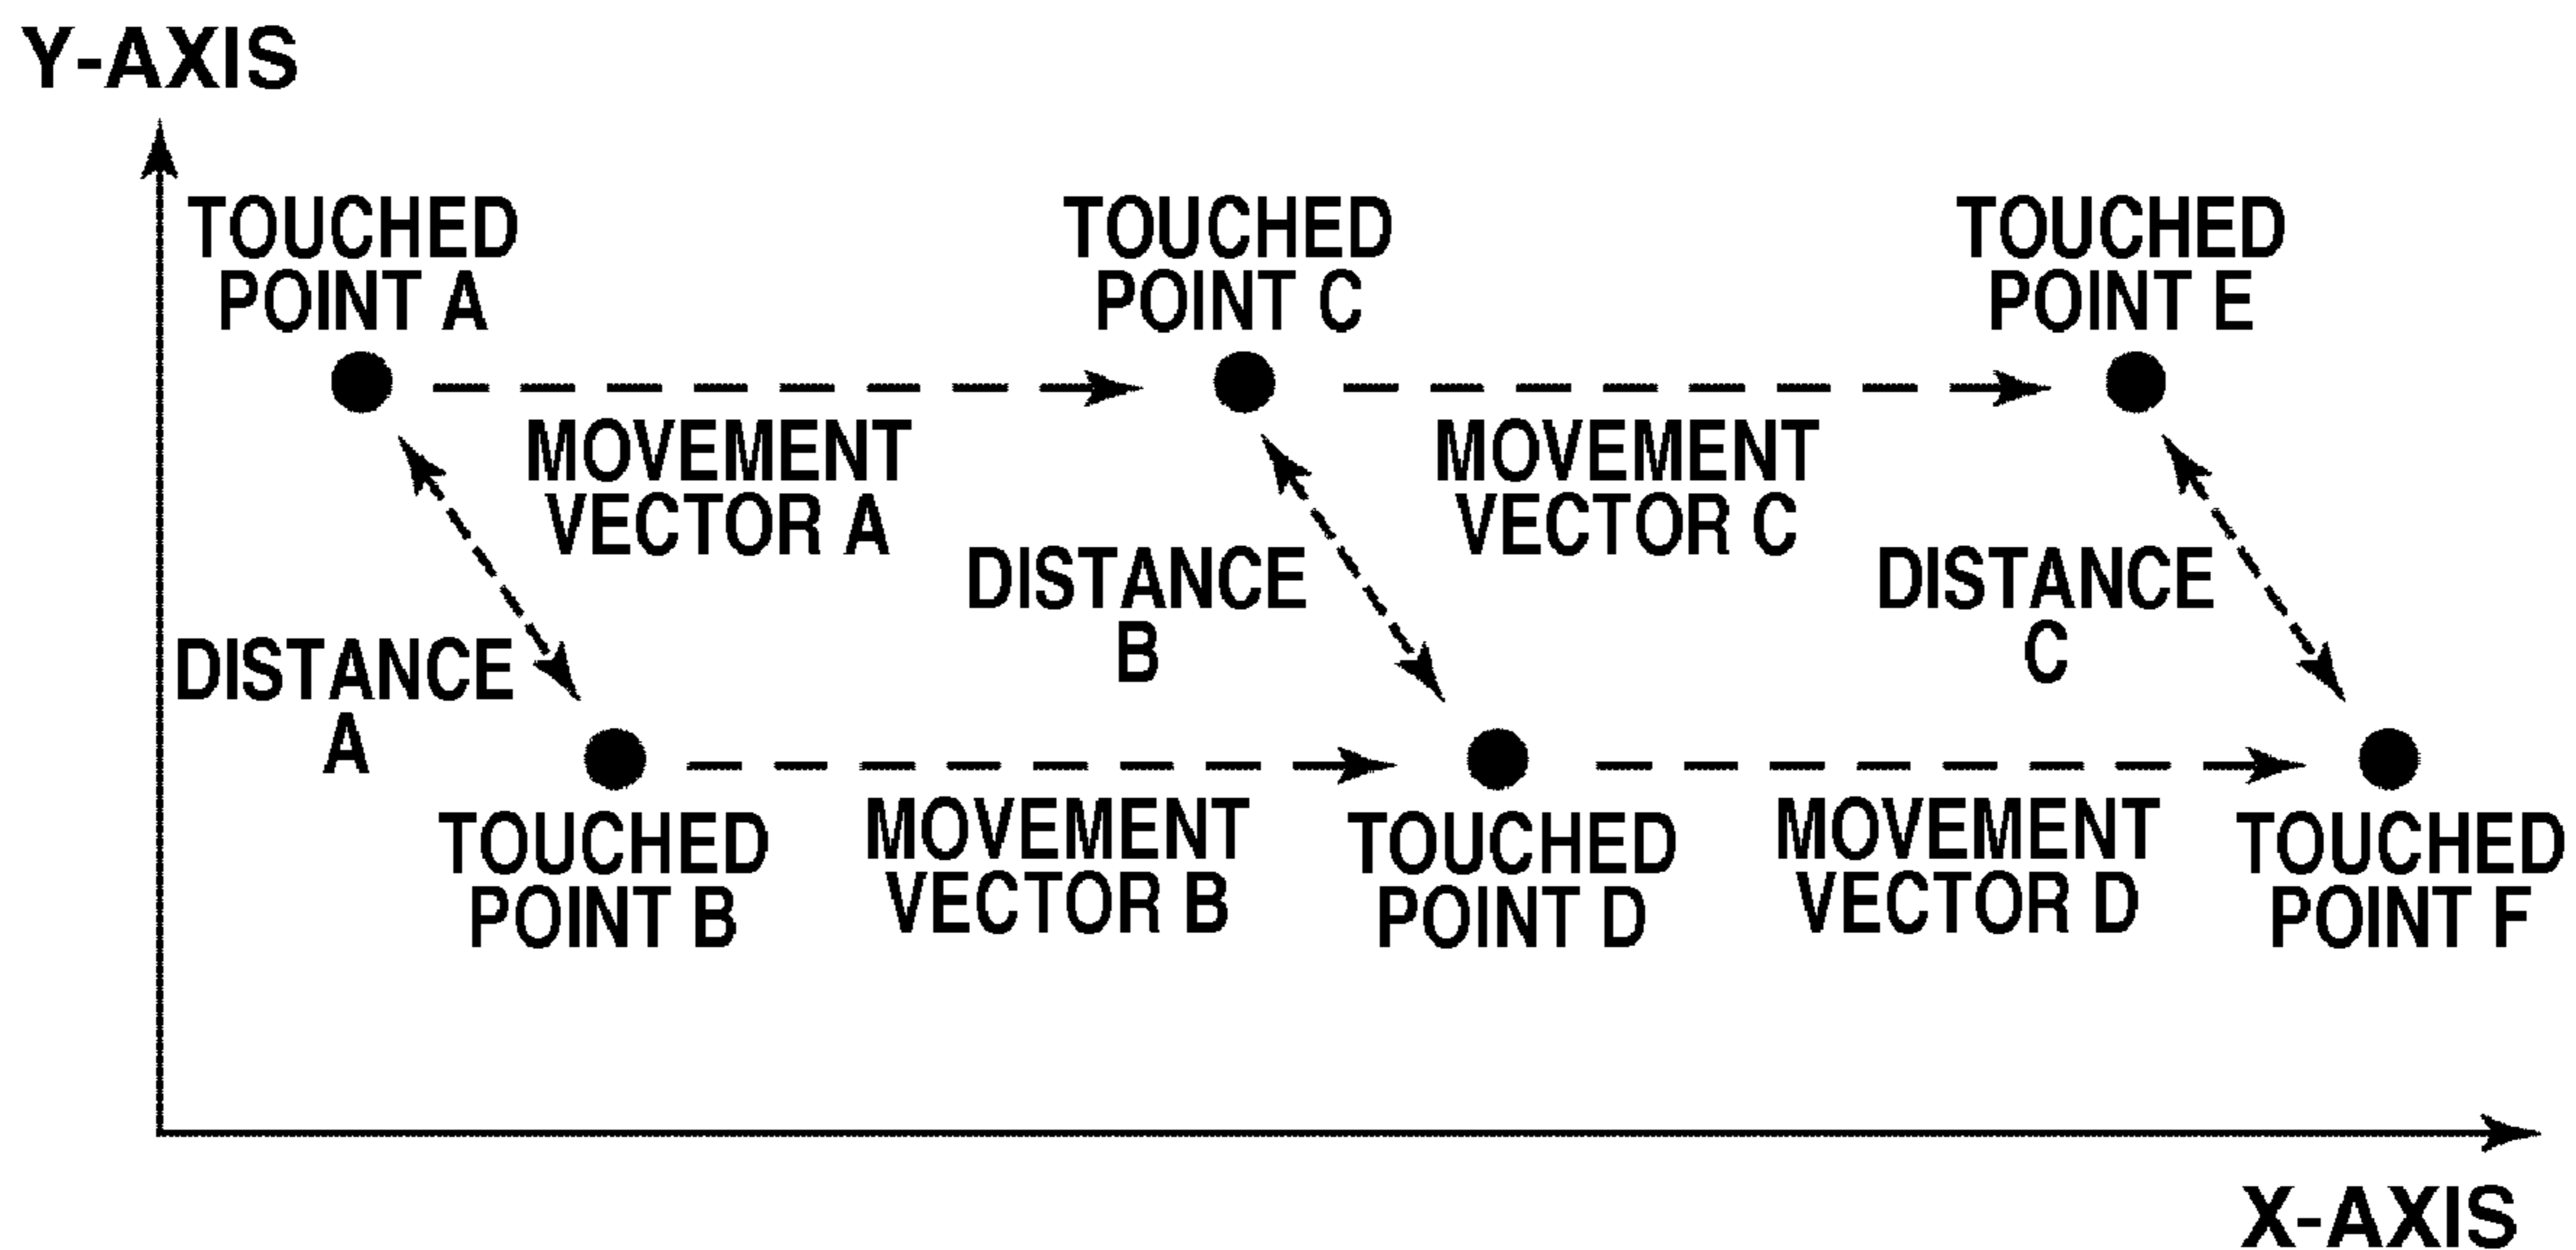 Y-AXIS
TOUCHED
POINT A
TOUCHED
POINT C
TOUCHED
POINT E
MOVEMENT
VECTOR A
MOVEMENT
VECTOR C
DISTANCE
A
DISTANCE
B
DISTANCE
C
TOUCHED
POINT B
MOVEMENT
VECTOR B
TOUCHED
POINT D
MOVEMENT
VECTOR D
TOUCHED
POINT F
X-AXIS